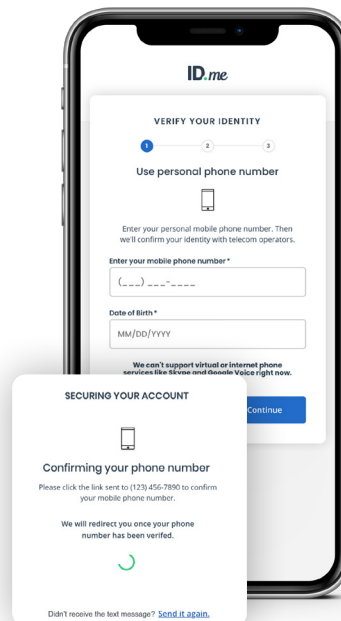 ID.me
VERIFY YOUR IDENTITY
1 2 3
Use personal phone number
Enter your personal mobile phone number. Then
we'll confirm your identity with telecom operators.
Enter your mobile phone number*
(___) ___-____
Date of Birth*
MM/DD/YYYY
We can't support virtual or internet phone
services like Skype and Google Voice right now.
Continue
SECURING YOUR ACCOUNT
Confirming your phone number
Please click the link sent to (123) 456-7890 to confirm
your mobile phone number.
We will redirect you once your phone
number has been verifed.
Didn't receive the text message? Send it again.